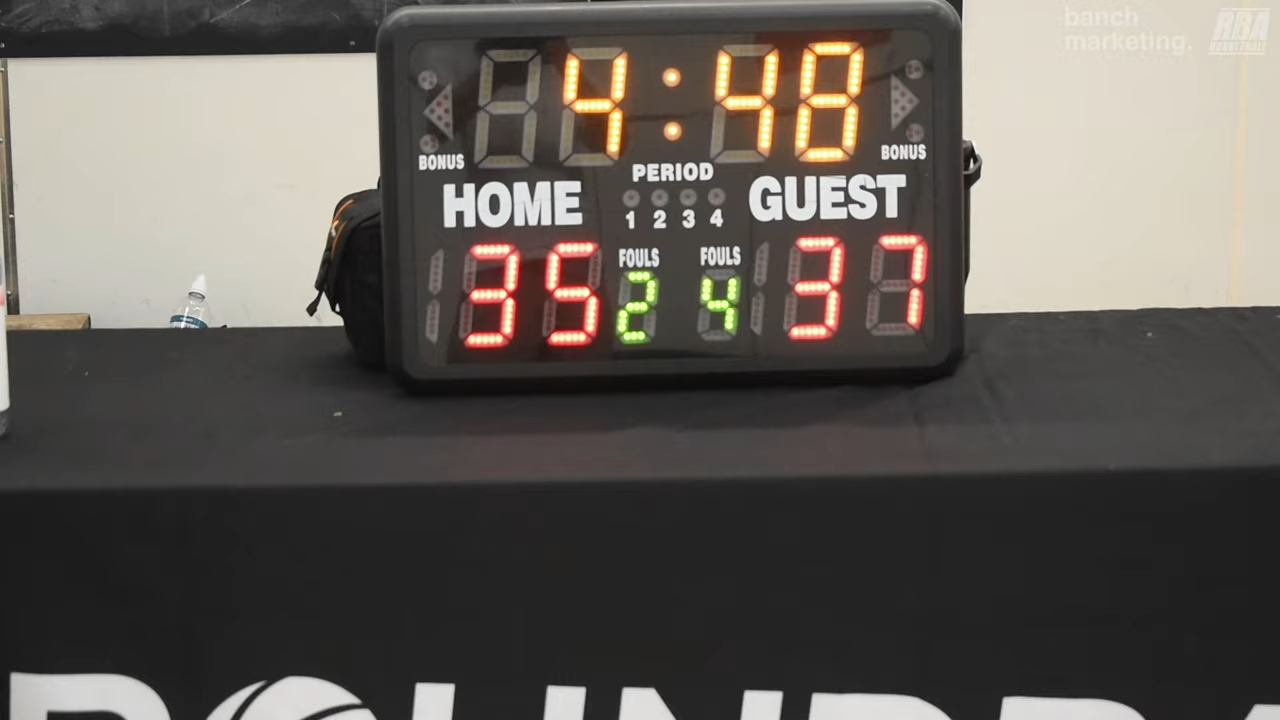 banch
marketing.
RBA
4:48
BONUS
BONUS
PERIOD
HOME
GUEST
1 2 3 4
FOULS
FOULS
35
2
4
37